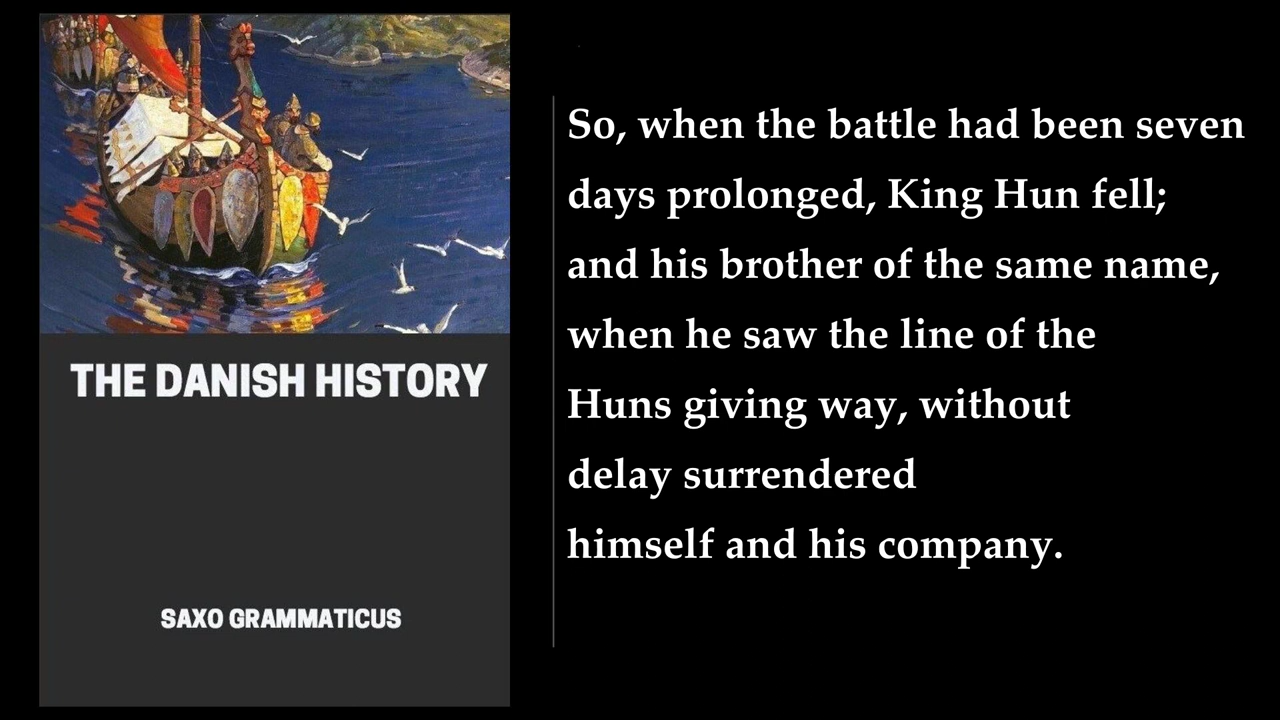 THE DANISH HISTORY
SAXO GRAMMATICUS
So, when the battle had been seven
days prolonged, King Hun fell;
and his brother of the same name,
when he saw the line of the
Huns giving way, without
delay surrendered
himself and his company.